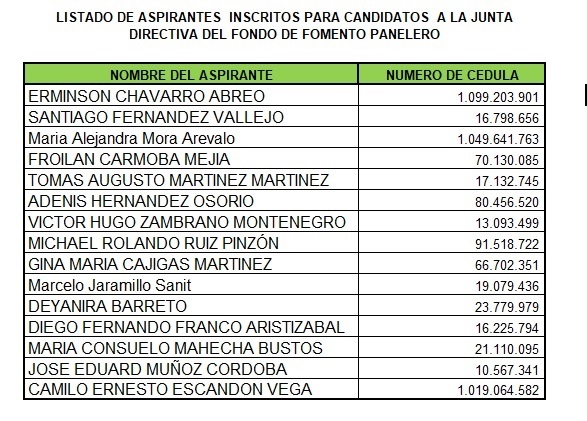 LISTADO DE ASPIRANTES INSCRITOS PARA CANDIDATOS A LA JUNTA
DIRECTIVA DEL FONDO DE FOMENTO PANELERO
NOMBRE DEL ASPIRANTE NUMERO DE CEDULA
ERMINSON CHAVARRO ABREO 1.099.203.901
SANTIAGO FERNANDEZ VALLEJO 16.798.656
Maria Alejandra Mora Arevalo 1.049.641.763
FROILAN CARMOBA MEJIA 70.130.085
TOMAS AUGUSTO MARTINEZ MARTINEZ 17.132.745
ADENIS HERNANDEZ OSORIO 80.456.520
VICTOR HUGO ZAMBRANO MONTENEGRO 13.093.499
MICHAEL ROLANDO RUIZ PINZÓN 91.518.722
GINA MARIA CAJIGAS MARTINEZ 66.702.351
Marcelo Jaramillo Sanit 19.079.436
DEYANIRA BARRETO 23.779.979
DIEGO FERNANDO FRANCO ARISTIZABAL 16.225.794
MARIA CONSUELO MAHECHA BUSTOS 21.110.095
JOSE EDUARD MUÑOZ CORDOBA 10.567.341
CAMILO ERNESTO ESCANDON VEGA 1.019.064.582